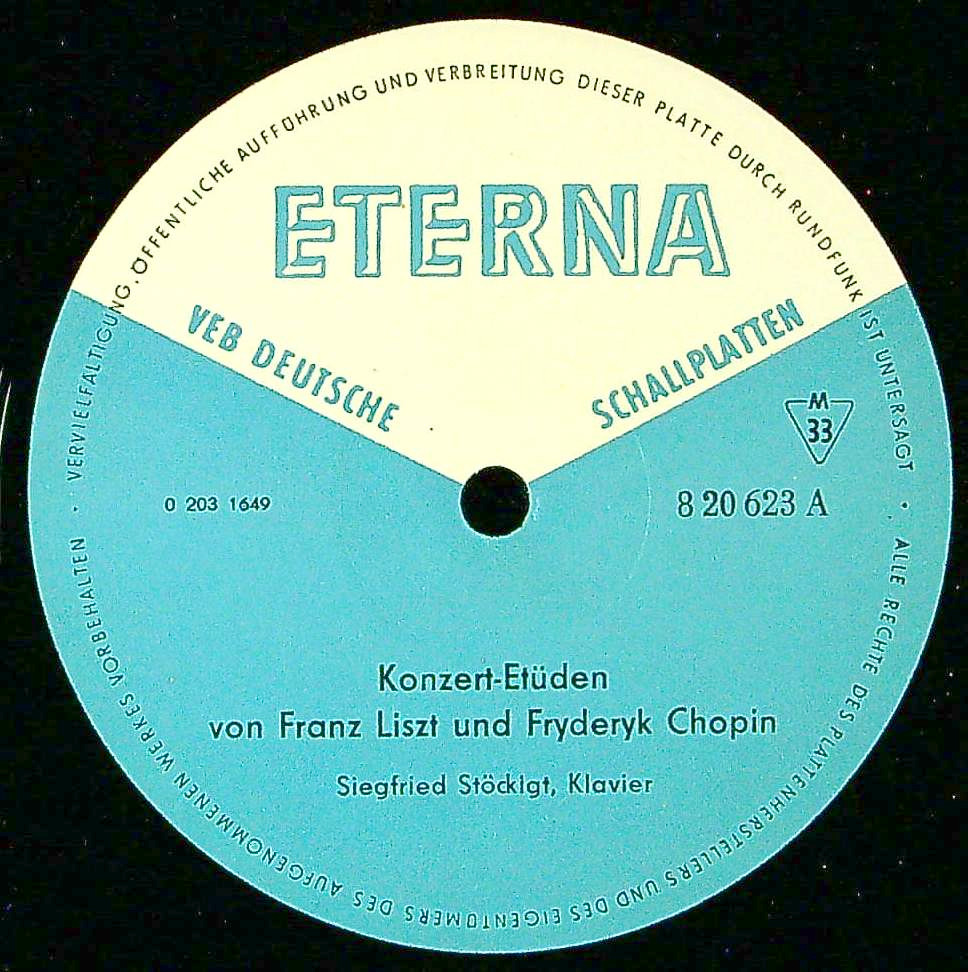 ETERNA
VEB DEUTSCHE SCHALLPLATTEN
M
33
0 203 1649
8 20 623 A
Konzert-Etüden
von Franz Liszt und Fryderyk Chopin
Siegfried Stöckigt, Klavier
ALLE RECHTE DES PLATTENHERSTELLERS UND DES EIGENTÜMERS DES AUFGENOMMENEN WERKES VORBEHALTEN · VERVIELFÄLTIGUNG. ÖFFENTLICHE AUFFÜHRUNG UND VERBREITUNG DIESER PLATTE DURCH RUNDFUNK IST UNTERSAGT ·